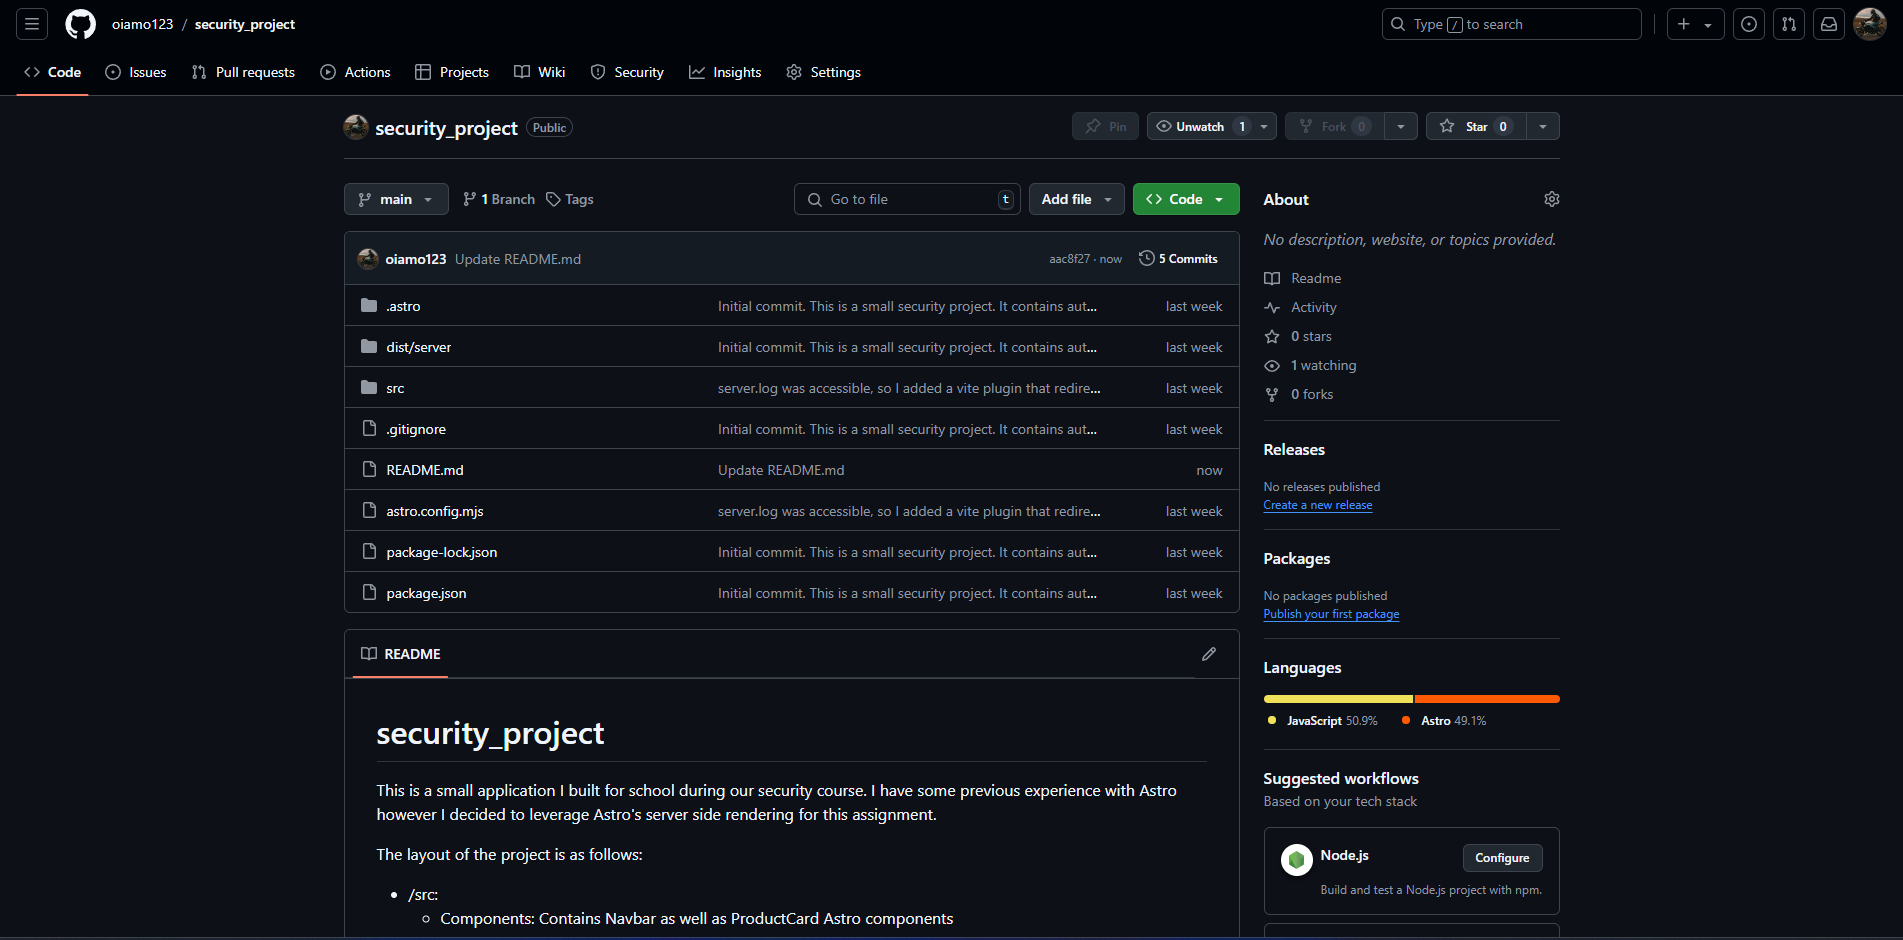 oiamo123 / security_project
Type / to search
Code Issues Pull requests Actions Projects Wiki Security Insights Settings
security_project Public
Pin Unwatch 1 Fork 0 Star 0
main 1 Branch Tags Go to file t Add file Code
oiamo123 Update README.md aac8f27 · now 5 Commits
.astro Initial commit. This is a small security project. It contains aut... last week
dist/server Initial commit. This is a small security project. It contains aut... last week
src server.log was accessible, so I added a vite plugin that redire... last week
.gitignore Initial commit. This is a small security project. It contains aut... last week
README.md Update README.md now
astro.config.mjs server.log was accessible, so I added a vite plugin that redire... last week
package-lock.json Initial commit. This is a small security project. It contains aut... last week
package.json Initial commit. This is a small security project. It contains aut... last week
README
security_project
This is a small application I built for school during our security course. I have some previous experience with Astro
however I decided to leverage Astro's server side rendering for this assignment.
The layout of the project is as follows:
• /src:
○ Components: Contains Navbar as well as ProductCard Astro components
About
No description, website, or topics provided.
Readme
Activity
0 stars
1 watching
0 forks
Releases
No releases published
Create a new release
Packages
No packages published
Publish your first package
Languages
JavaScript 50.9% Astro 49.1%
Suggested workflows
Based on your tech stack
Node.js Configure
Build and test a Node.js project with npm.